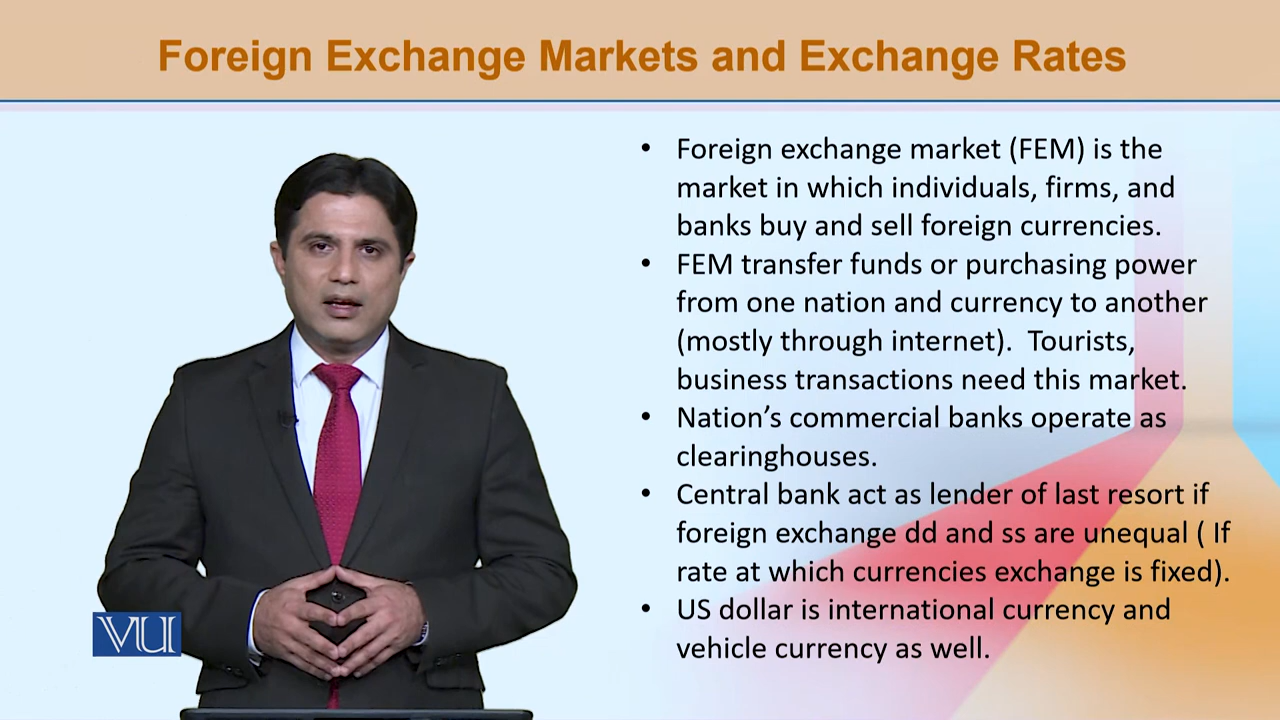 Foreign Exchange Markets and Exchange Rates
• Foreign exchange market (FEM) is the
market in which individuals, firms, and
banks buy and sell foreign currencies.
• FEM transfer funds or purchasing power
from one nation and currency to another
(mostly through internet).  Tourists,
business transactions need this market.
• Nation’s commercial banks operate as
clearinghouses.
• Central bank act as lender of last resort if
foreign exchange dd and ss are unequal ( If
rate at which currencies exchange is fixed).
• US dollar is international currency and
vehicle currency as well.
VU